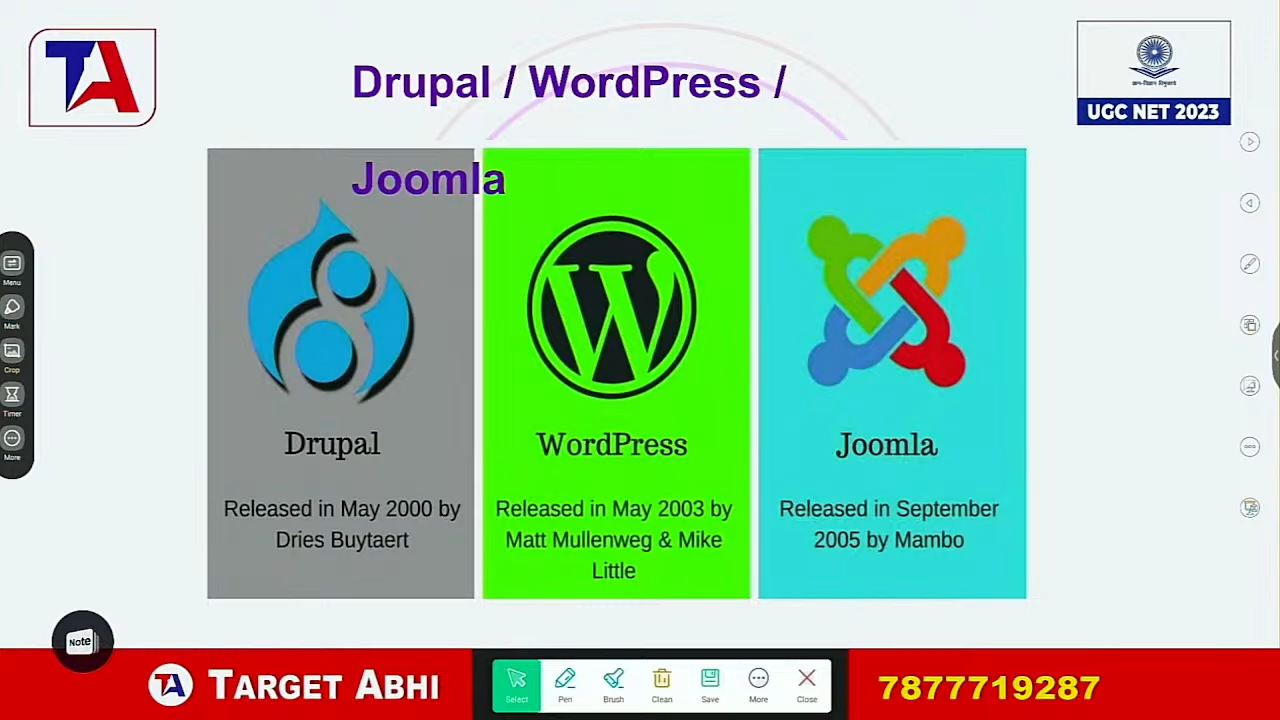 TA
Drupal / WordPress /
Joomla
ज्ञान-विज्ञान विमुक्तये
UGC NET 2023
Menu
Mark
Crop
Timer
More
Drupal
Released in May 2000 by
Dries Buytaert
WordPress
Released in May 2003 by
Matt Mullenweg & Mike
Little
Joomla
Released in September
2005 by Mambo
Note
TA TARGET ABHI
Select
Pen
Brush
Clean
Save
More
Close
7877719287